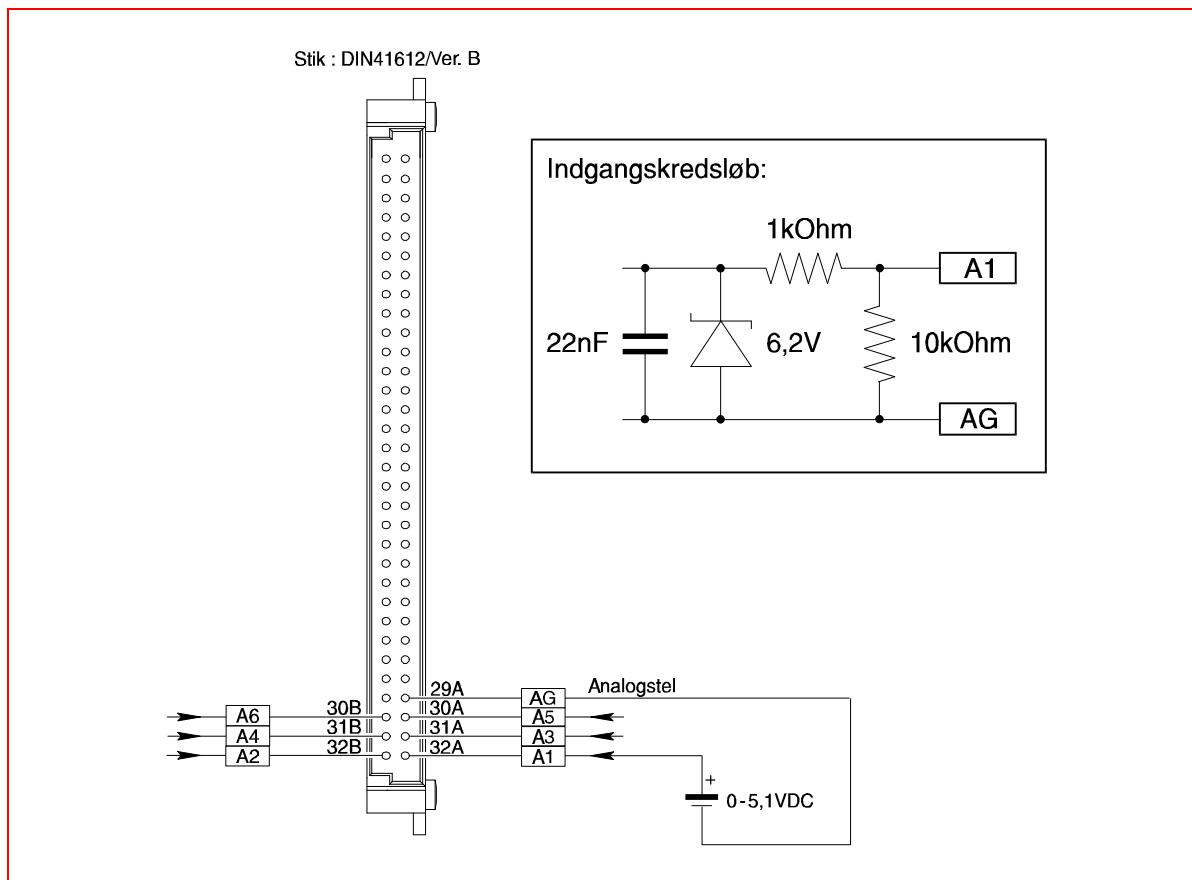 Stik : DIN41612/Ver. B
Indgangskredsløb:
1kOhm
A1
22nF
6,2V
10kOhm
AG
29A
AG
Analogstel
A6
30B
30A
A5
A4
31B
31A
A3
A2
32B
32A
A1
+
0-5,1VDC